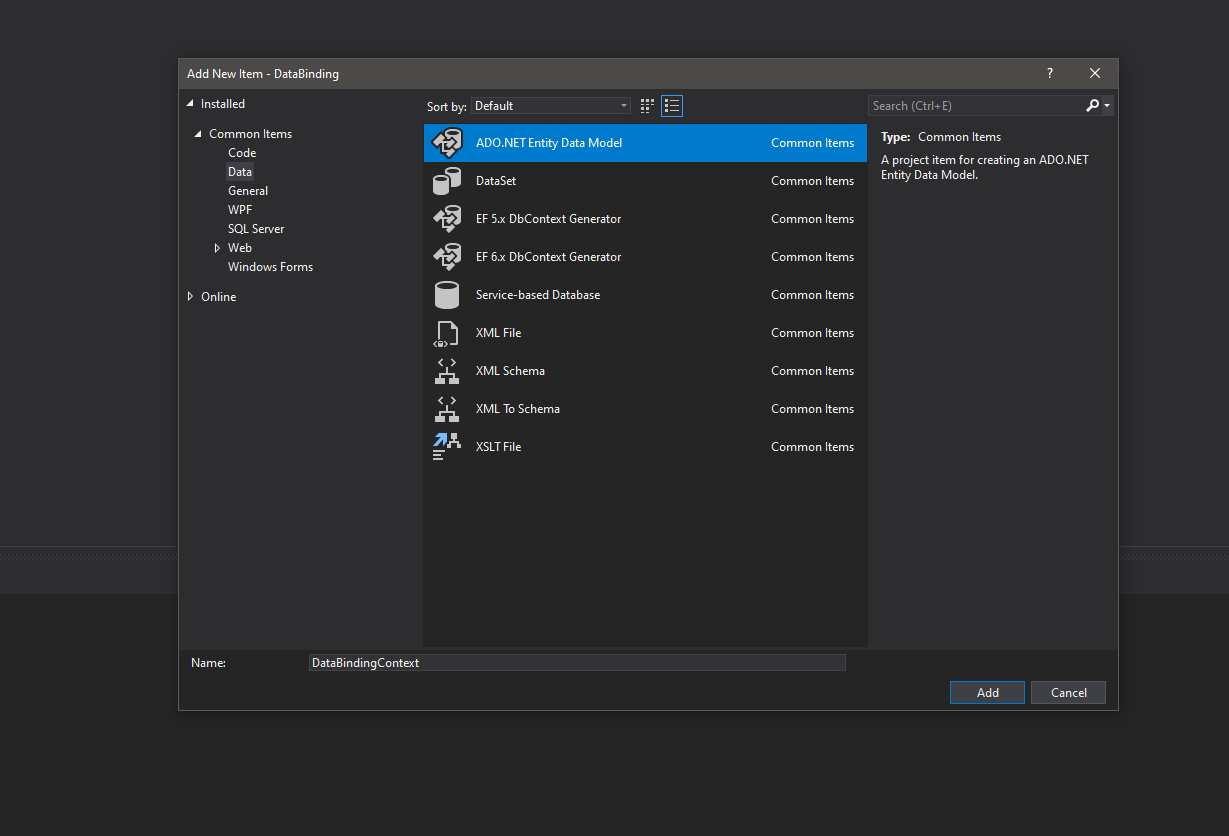 Add New Item - DataBinding
?
Installed
Common Items
Code
Data
General
WPF
SQL Server
Web
Windows Forms
Online
Sort by: Default
ADO.NET Entity Data Model Common Items
DataSet Common Items
EF 5.x DbContext Generator Common Items
EF 6.x DbContext Generator Common Items
Service-based Database Common Items
XML File Common Items
XML Schema Common Items
XML To Schema Common Items
XSLT File Common Items
Search (Ctrl+E)
Type: Common Items
A project item for creating an ADO.NET
Entity Data Model.
Name: DataBindingContext
Add Cancel